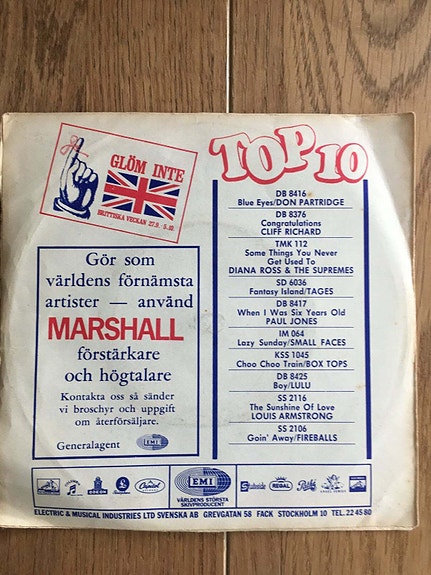 GLÖM INTE
BRITTISKA VECKAN 27.9. - 5.10.
Gör som
världens förnämsta
artister — använd
MARSHALL
förstärkare
och högtalare
Kontakta oss så sänder
vi broschyr och uppgift
om återförsäljare.
Generalagent EMI
TOP 10
DB 8416
Blue Eyes/DON PARTRIDGE
DB 8376
Congratulations
CLIFF RICHARD
TMK 112
Some Things You Never
Get Used To
DIANA ROSS & THE SUPREMES
SD 6036
Fantasy Island/TAGES
DB 8417
When I Was Six Years Old
PAUL JONES
IM 064
Lazy Sunday/SMALL FACES
KSS 1045
Choo Choo Train/BOX TOPS
DB 8425
Boy/LULU
SS 2116
The Sunshine Of Love
LOUIS ARMSTRONG
SS 2106
Goin' Away/FIREBALLS
ODEON
Capitol
EMI
VÄRLDENS STÖRSTA
SKIVPRODUCENT
Stateside
REGAL
Pathé
ELECTRIC & MUSICAL INDUSTRIES LTD SVENSKA AB GREVGATAN 58 FACK STOCKHOLM 10 TEL. 22 45 80